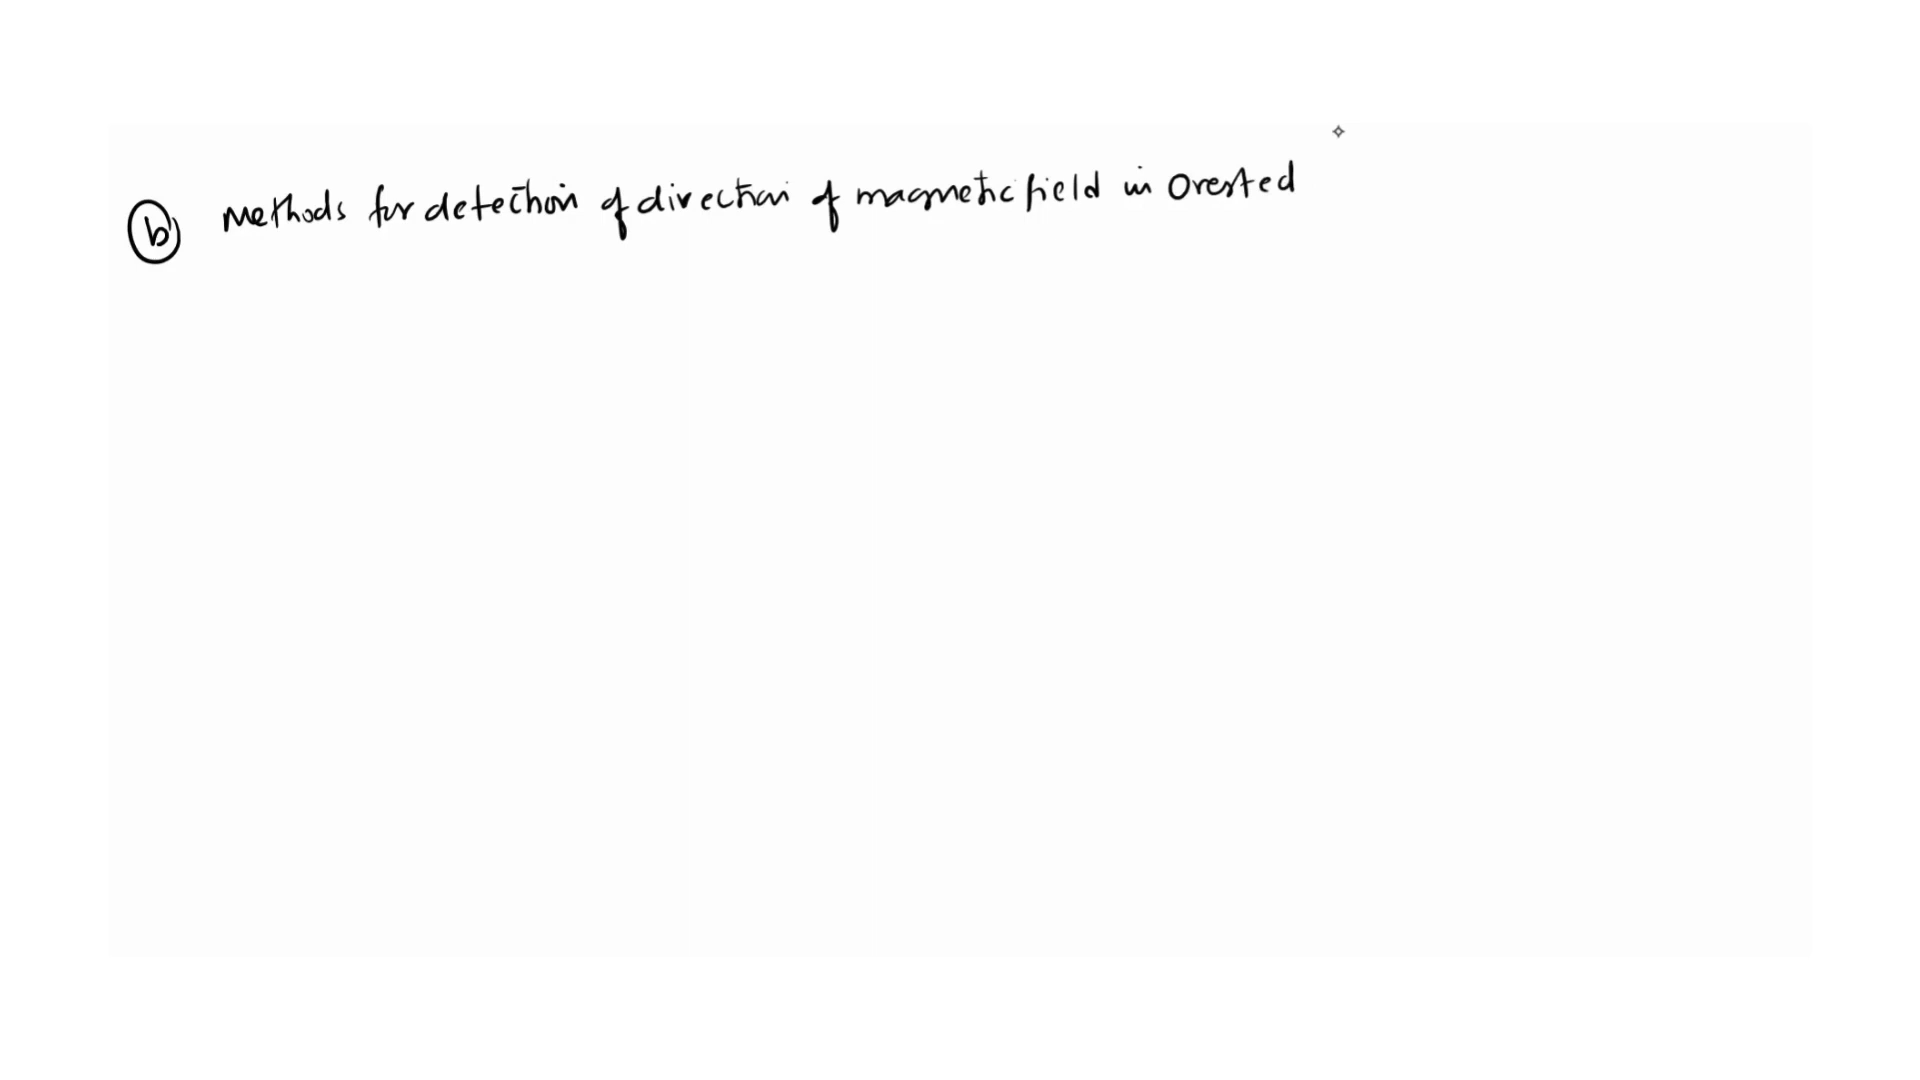 b methods for detection of direction of magnetic field in Orested